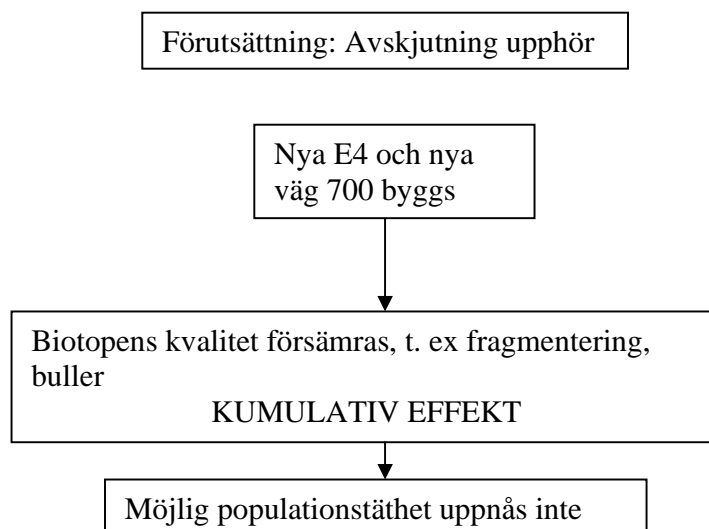 Förutsättning: Avskjutning upphör
Nya E4 och nya
väg 700 byggs
Biotopens kvalitet försämras, t. ex fragmentering,
buller
KUMULATIV EFFEKT
Möjlig populationstäthet uppnås inte